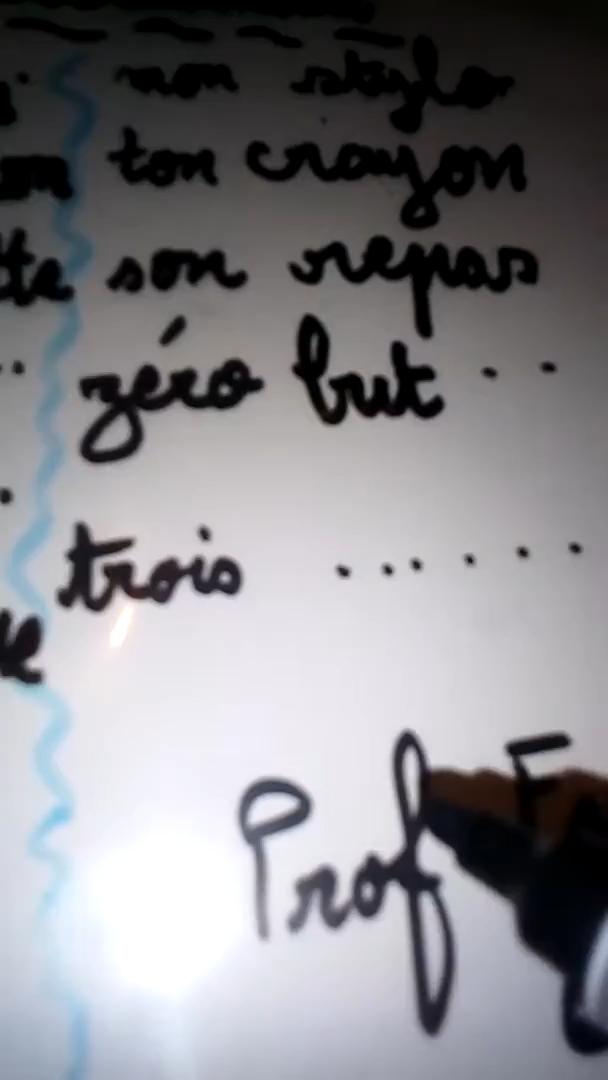 mon stylo
ton crayon
son repas
zéro but ..
trois ......
Prof F